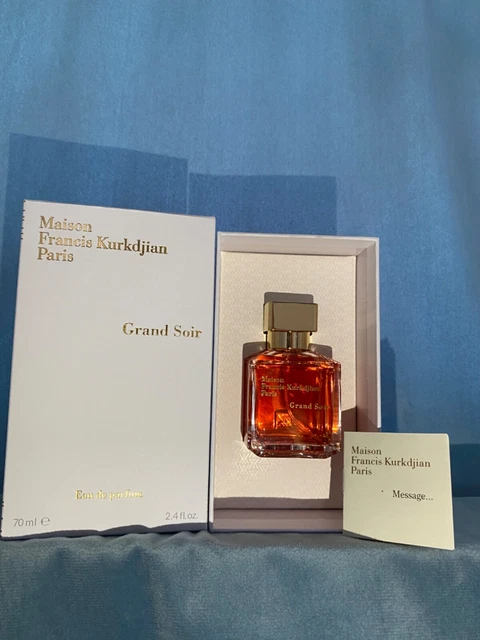 Maison
Francis Kurkdjian
Paris
Grand Soir
Eau de parfum
70 ml ℮
2.4 fl.oz.
Maison
Francis Kurkdjian
Paris
Grand Soir
Maison
Francis Kurkdjian
Paris
Message...